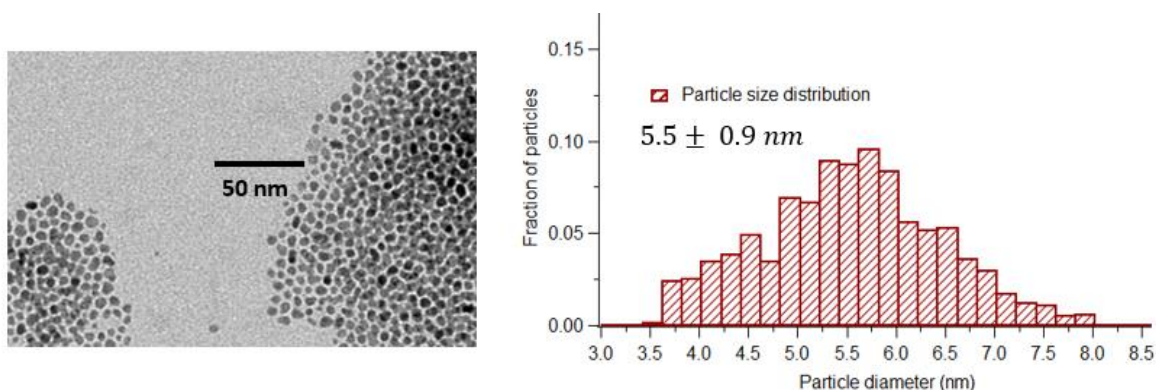 50 nm
0.15
0.10
0.05
0.00
Fraction of particles
Particle size distribution
5.5 ± 0.9 nm
3.0 3.5 4.0 4.5 5.0 5.5 6.0 6.5 7.0 7.5 8.0 8.5
Particle diameter (nm)